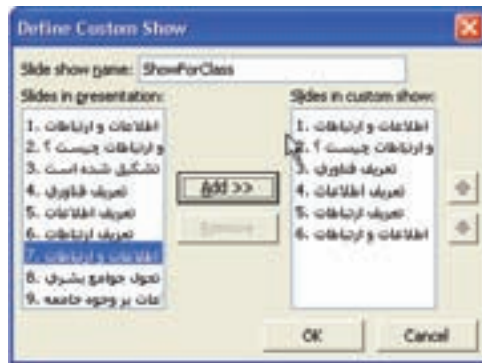 Define Custom Show
Slide show name: ShowForClass
Slides in presentation:
1. اطلاعات و ارتباطات
2. و ارتباطات چیست ؟
3. تشکیل شده است
4. تعریف فناوری
5. تعریف اطلاعات
6. تعریف ارتباطات
7. اطلاعات و ارتباطات
8. تحول جوامع بشری
9. عات بر وجوه جامعه
Add >>
Remove
Slides in custom show:
1. اطلاعات و ارتباطات
2. و ارتباطات چیست ؟
3. تعریف فناوری
4. تعریف اطلاعات
5. تعریف ارتباطات
6. اطلاعات و ارتباطات
OK
Cancel